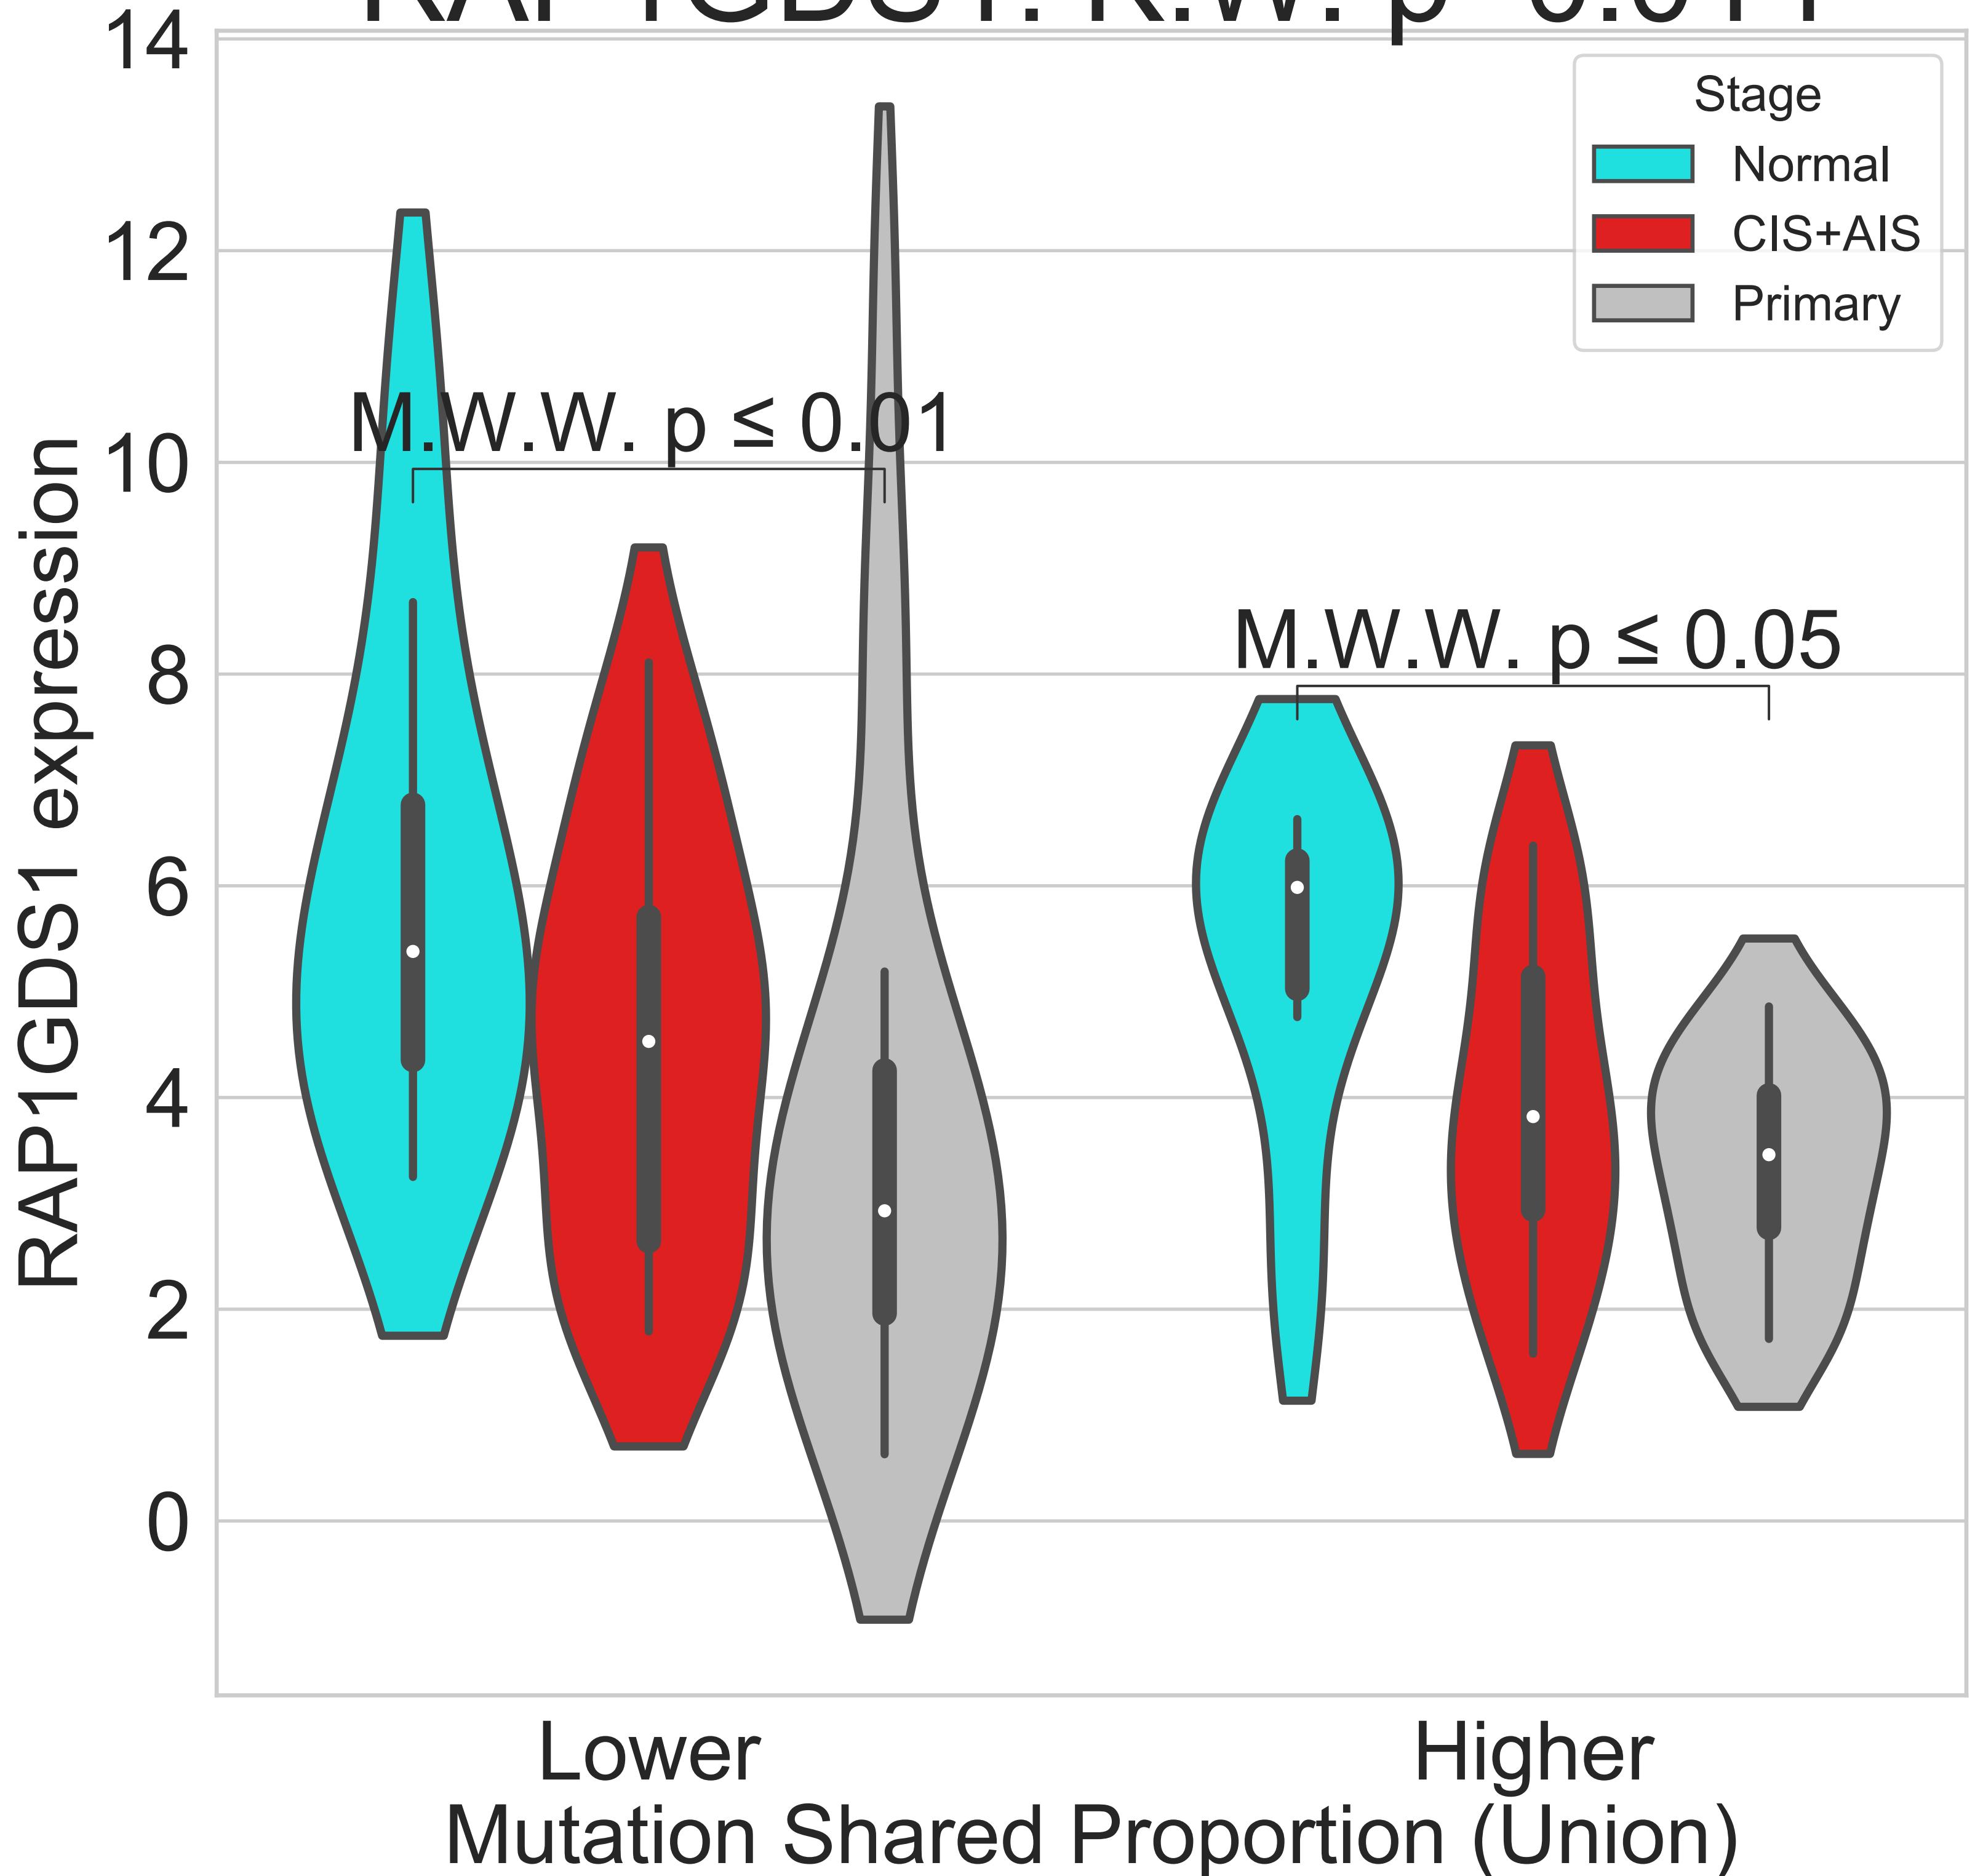 14
12
10
8
6
4
2
0
RAP1GDS1 expression
Stage
Normal
CIS+AIS
Primary
M.W.W. p ≤ 0.01
M.W.W. p ≤ 0.05
Lower
Higher
Mutation Shared Proportion (Union)